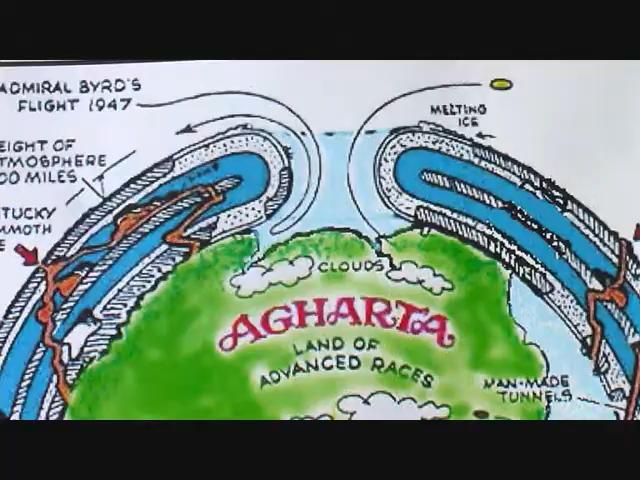 ADMIRAL BYRD'S
FLIGHT 1947
MELTING
ICE
EIGHT OF
TMOSPHERE
00 MILES
TUCKY
MMOTH
E
CLOUDS
AGHARTA
LAND OF
ADVANCED RACES
MAN-MADE
TUNNELS